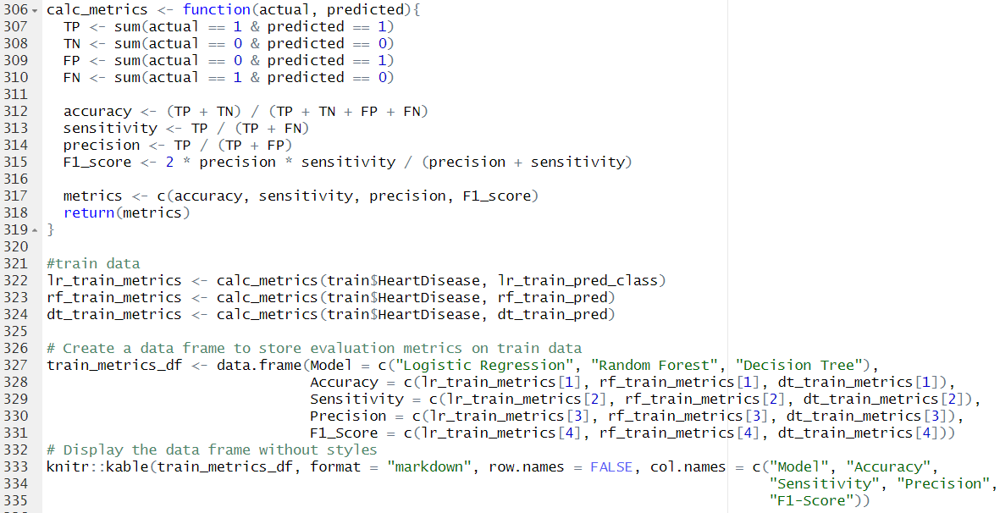 306 calc_metrics <- function(actual, predicted){
307   TP <- sum(actual == 1 & predicted == 1)
308   TN <- sum(actual == 0 & predicted == 0)
309   FP <- sum(actual == 0 & predicted == 1)
310   FN <- sum(actual == 1 & predicted == 0)
311
312   accuracy <- (TP + TN) / (TP + TN + FP + FN)
313   sensitivity <- TP / (TP + FN)
314   precision <- TP / (TP + FP)
315   F1_score <- 2 * precision * sensitivity / (precision + sensitivity)
316
317   metrics <- c(accuracy, sensitivity, precision, F1_score)
318   return(metrics)
319 }
320
321 #train data
322 lr_train_metrics <- calc_metrics(train$HeartDisease, lr_train_pred_class)
323 rf_train_metrics <- calc_metrics(train$HeartDisease, rf_train_pred)
324 dt_train_metrics <- calc_metrics(train$HeartDisease, dt_train_pred)
325
326 # Create a data frame to store evaluation metrics on train data
327 train_metrics_df <- data.frame(Model = c("Logistic Regression", "Random Forest", "Decision Tree"),
328                                Accuracy = c(lr_train_metrics[1], rf_train_metrics[1], dt_train_metrics[1]),
329                                Sensitivity = c(lr_train_metrics[2], rf_train_metrics[2], dt_train_metrics[2]),
330                                Precision = c(lr_train_metrics[3], rf_train_metrics[3], dt_train_metrics[3]),
331                                F1_Score = c(lr_train_metrics[4], rf_train_metrics[4], dt_train_metrics[4]))
332 # Display the data frame without styles
333 knitr::kable(train_metrics_df, format = "markdown", row.names = FALSE, col.names = c("Model", "Accuracy",
334                                                                                      "Sensitivity", "Precision",
335                                                                                      "F1-Score"))